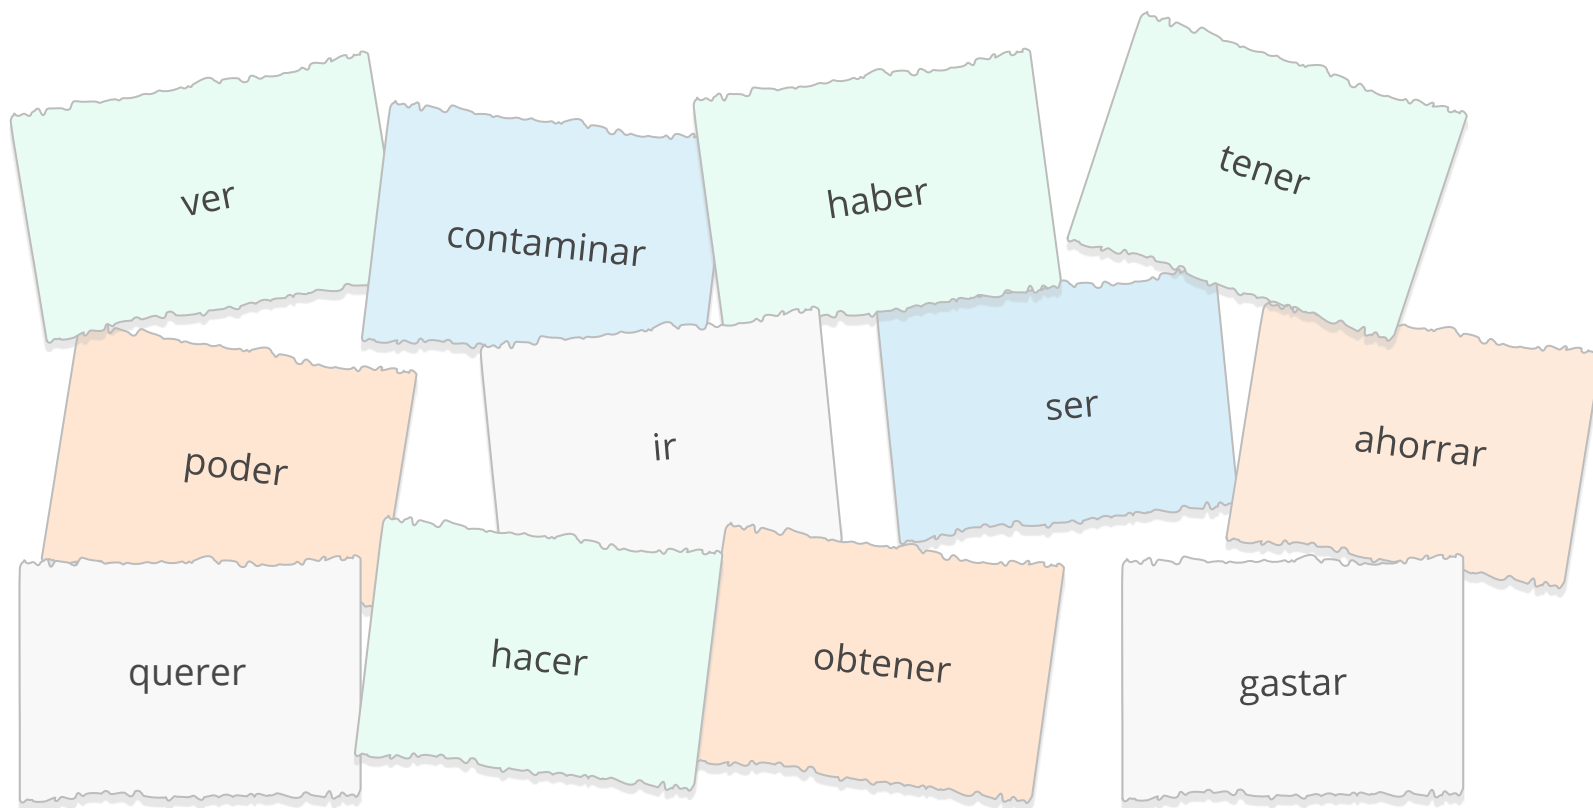 ver
contaminar
haber
tener
poder
ir
ser
ahorrar
querer
hacer
obtener
gastar